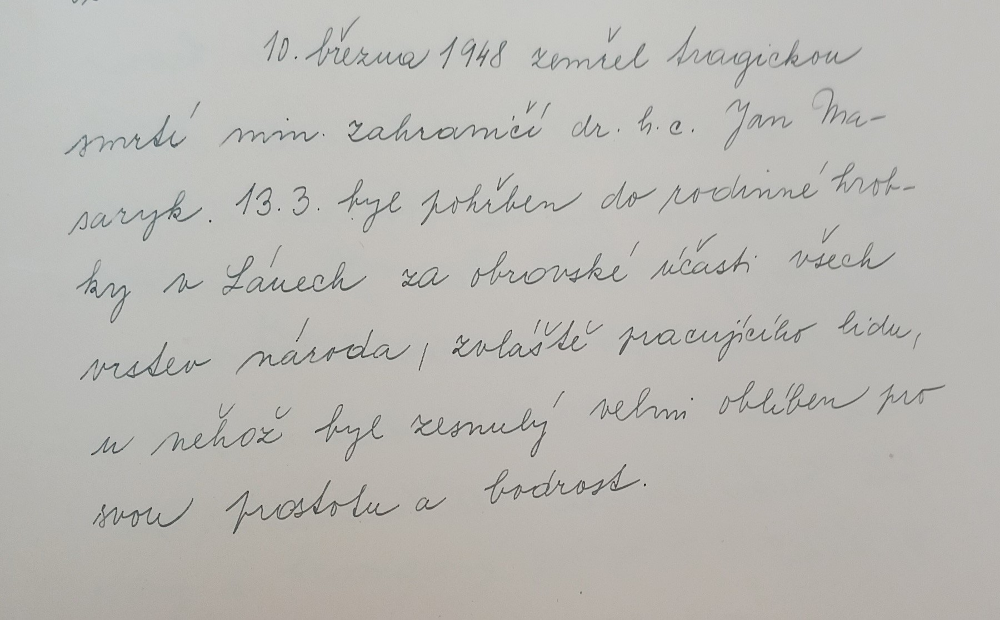 10. března 1948 zemřel tragickou
smrtí min. zahraničí dr. h. c. Jan Ma-
saryk. 13. 3. byl pohřben do rodinné hrob-
ky v Lánech za obrovské účasti všech
vrstev národa, zvláště pracujícího lidu,
u něhož byl zesnulý velmi oblíben pro
svou prostotu a bodrost.